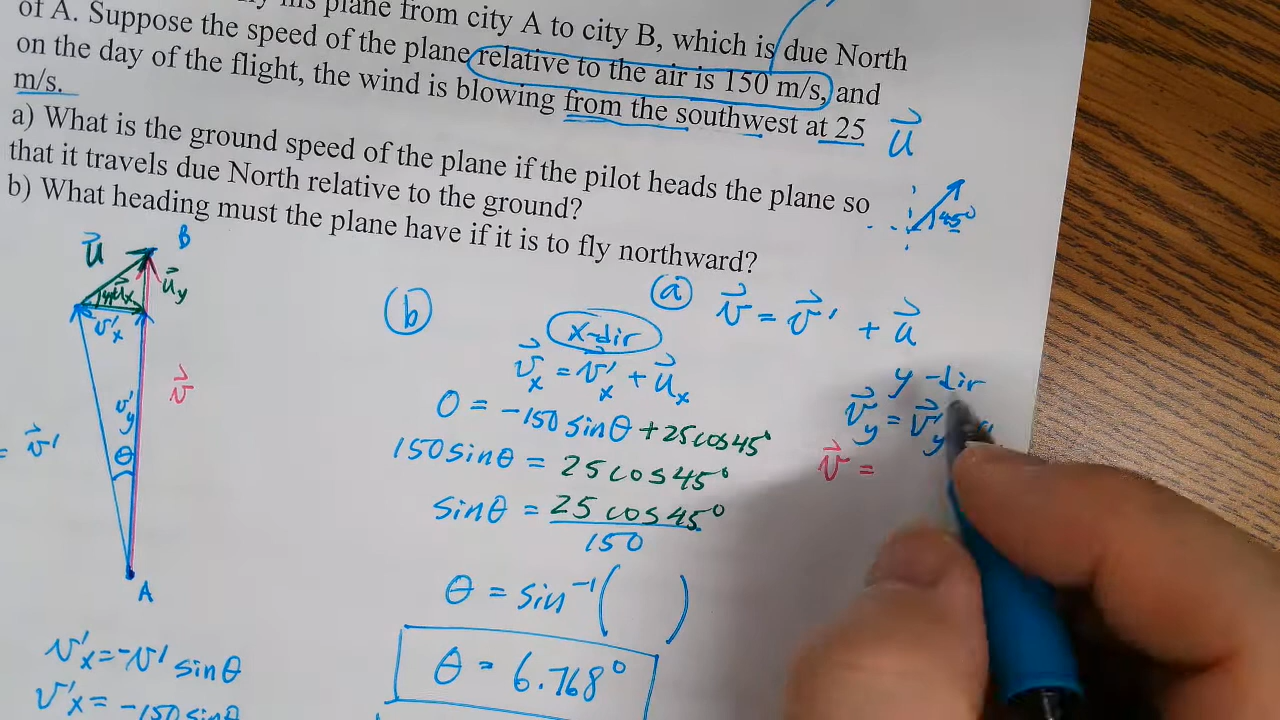 his plane from city A to city B, which is due North
of A. Suppose the speed of the plane relative to the air is 150 m/s, and
on the day of the flight, the wind is blowing from the southwest at 25
m/s.
a) What is the ground speed of the plane if the pilot heads the plane so
that it travels due North relative to the ground?
b) What heading must the plane have if it is to fly northward?
u⃗
45°
B
u⃗
u⃗y
u⃗x
v'x
v⃗
v'y
= v⃗'
θ
A
v'x = -v' sinθ
v'x = -150 sinθ
(b)
x-dir
v⃗x = v⃗'x + u⃗x
0 = -150 sinθ + 25 cos45°
150 sinθ = 25 cos45°
sinθ = 25 cos45°
150
θ = sin⁻¹( )
θ = 6.768°
(a) v⃗ = v⃗' + u⃗
y-dir
v⃗y = v⃗'y
v⃗ =